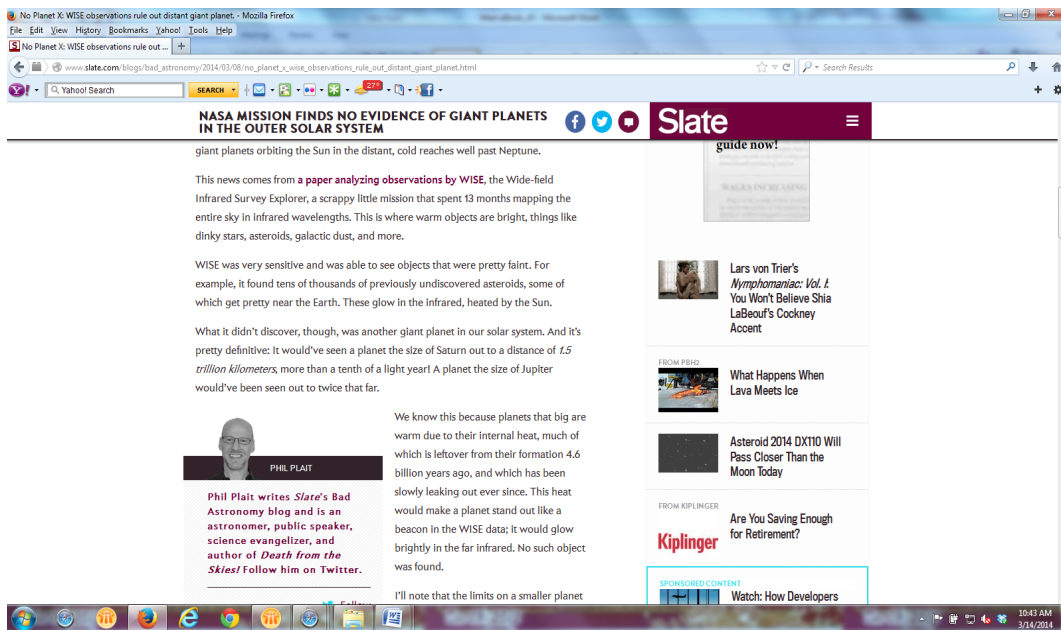 No Planet X: WISE observations rule out distant giant planet. - Mozilla Firefox
File Edit View History Bookmarks Yahoo! Tools Help
No Planet X: WISE observations rule out ...
www.slate.com/blogs/bad_astronomy/2014/03/08/no_planet_x_wise_observations_rule_out_distant_giant_planet.html
Search Results
Yahoo! Search
SEARCH
27°
NASA MISSION FINDS NO EVIDENCE OF GIANT PLANETS
IN THE OUTER SOLAR SYSTEM
Slate
giant planets orbiting the Sun in the distant, cold reaches well past Neptune.
This news comes from a paper analyzing observations by WISE, the Wide-field
Infrared Survey Explorer, a scrappy little mission that spent 13 months mapping the
entire sky in infrared wavelengths. This is where warm objects are bright, things like
dinky stars, asteroids, galactic dust, and more.
WISE was very sensitive and was able to see objects that were pretty faint. For
example, it found tens of thousands of previously undiscovered asteroids, some of
which get pretty near the Earth. These glow in the infrared, heated by the Sun.
What it didn't discover, though, was another giant planet in our solar system. And it's
pretty definitive: It would've seen a planet the size of Saturn out to a distance of 1.5
trillion kilometers, more than a tenth of a light year! A planet the size of Jupiter
would've been seen out to twice that far.
PHIL PLAIT
Phil Plait writes Slate's Bad
Astronomy blog and is an
astronomer, public speaker,
science evangelizer, and
author of Death from the
Skies! Follow him on Twitter.
Follow
We know this because planets that big are
warm due to their internal heat, much of
which is leftover from their formation 4.6
billion years ago, and which has been
slowly leaking out ever since. This heat
would make a planet stand out like a
beacon in the WISE data; it would glow
brightly in the far infrared. No such object
was found.
I'll note that the limits on a smaller planet
guide now!
WAGES INCREASING
Lars von Trier's
Nymphomaniac: Vol. I:
You Won't Believe Shia
LaBeouf's Cockney
Accent
FROM PBH2
What Happens When
Lava Meets Ice
Asteroid 2014 DX110 Will
Pass Closer Than the
Moon Today
FROM KIPLINGER
Kiplinger
Are You Saving Enough
for Retirement?
SPONSORED CONTENT
Watch: How Developers
10:43 AM
3/14/2014